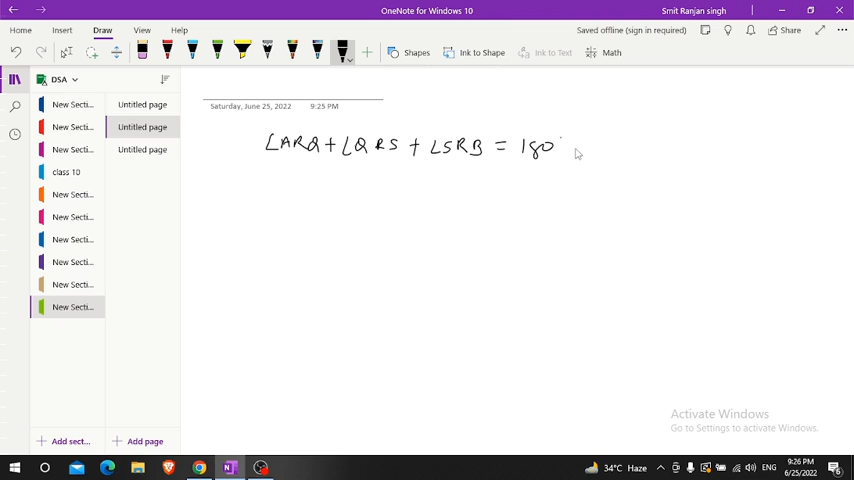 OneNote for Windows 10
Smit Ranjan singh
Home Insert Draw View Help
Saved offline (sign in required)
Share
Shapes
Ink to Shape
Ink to Text
Math
DSA
New Secti...
New Secti...
New Secti...
class 10
New Secti...
New Secti...
New Secti...
New Secti...
New Secti...
New Secti...
Add sect...
Untitled page
Untitled page
Untitled page
Add page
Saturday, June 25, 2022 9:25 PM
∠ARQ + ∠QRS + ∠SRB = 180°
Activate Windows
Go to Settings to activate Windows.
34°C Haze
ENG
9:26 PM
6/25/2022
6